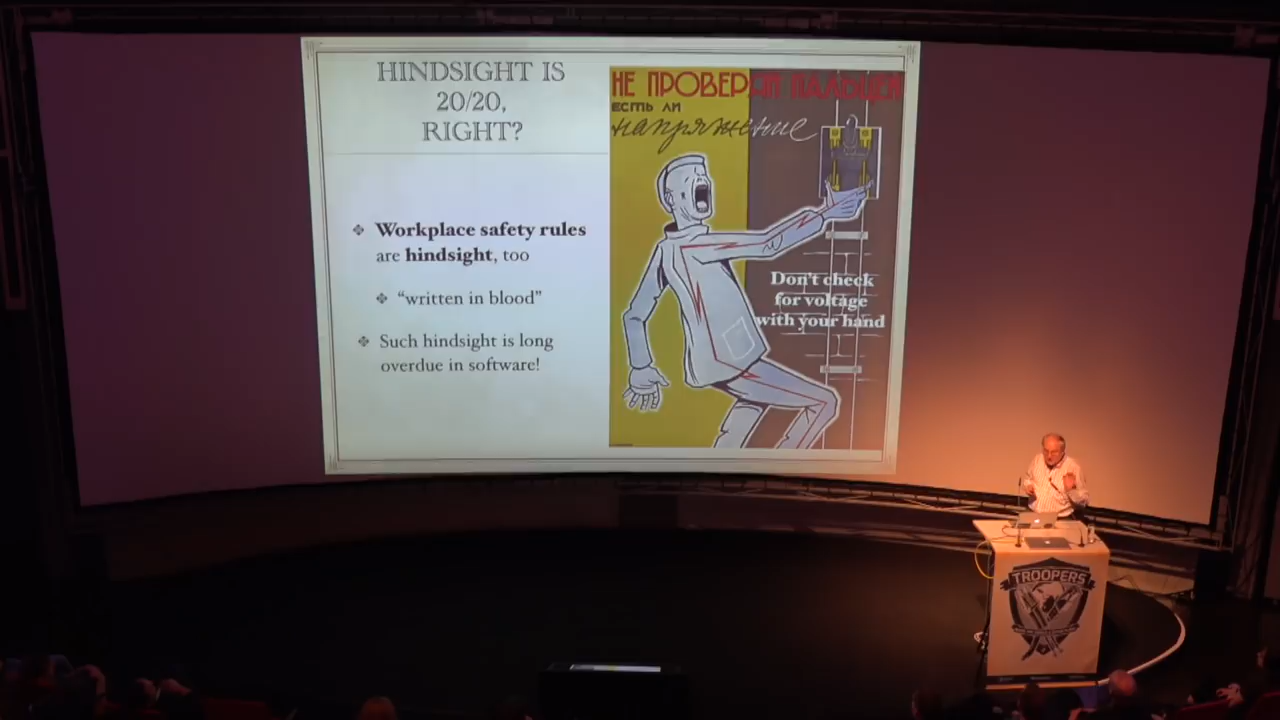 HINDSIGHT IS
20/20,
RIGHT?
❖ Workplace safety rules
are hindsight, too
❖ “written in blood”
❖ Such hindsight is long
overdue in software!
НЕ ПРОВЕРЯЙ ПАЛЬЦЕМ
ЕСТЬ ЛИ
напряжение
Don't check
for voltage
with your hand
TROOPERS